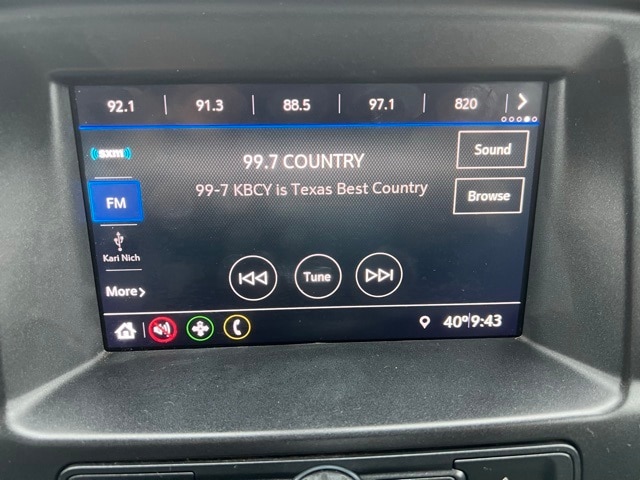 92.1 91.3 88.5 97.1 820
sxm
99.7 COUNTRY
Sound
99-7 KBCY is Texas Best Country
FM
Browse
Kari Nich
Tune
More
40° 9:43